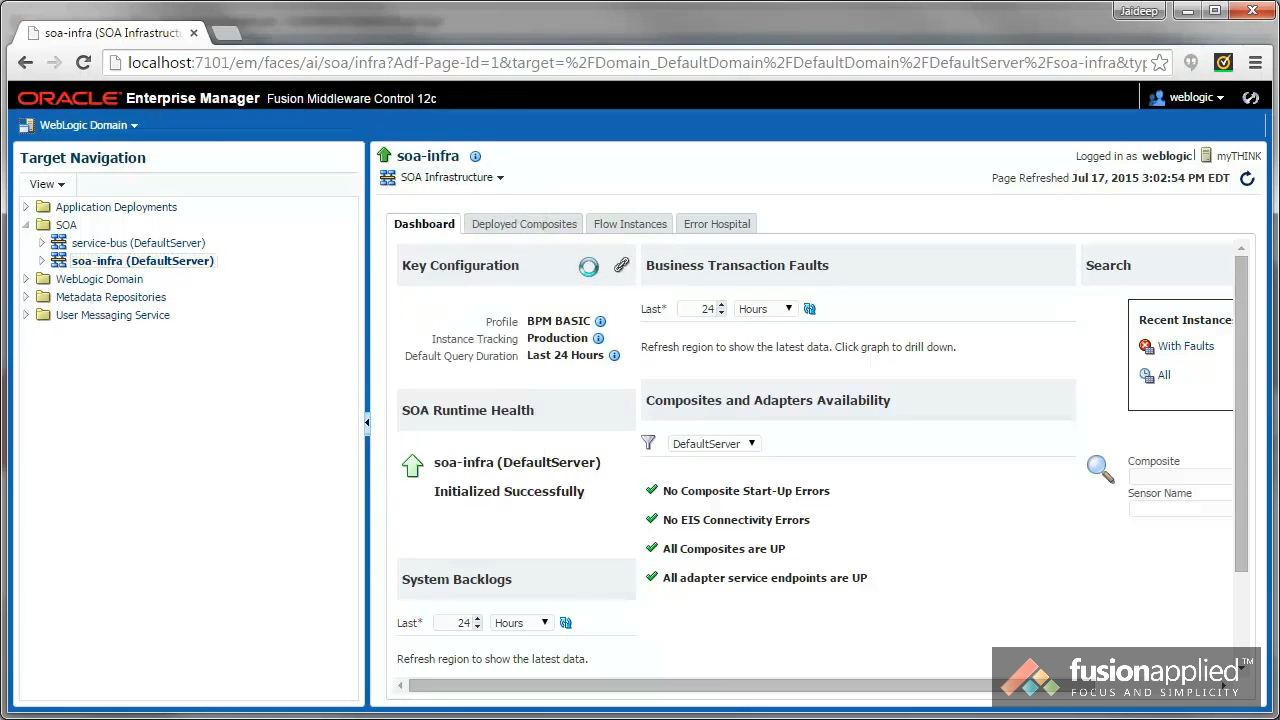 Jaideep
soa-infra (SOA Infrastruct
localhost:7101/em/faces/ai/soa/infra?Adf-Page-Id=1&target=%2FDomain_DefaultDomain%2FDefaultDomain%2FDefaultServer%2Fsoa-infra&typ
ORACLE Enterprise Manager Fusion Middleware Control 12c
weblogic
WebLogic Domain
Target Navigation
View
Application Deployments
SOA
service-bus (DefaultServer)
soa-infra (DefaultServer)
WebLogic Domain
Metadata Repositories
User Messaging Service
soa-infra
SOA Infrastructure
Logged in as weblogic myTHINK
Page Refreshed Jul 17, 2015 3:02:54 PM EDT
Dashboard Deployed Composites Flow Instances Error Hospital
Key Configuration
Profile BPM BASIC
Instance Tracking Production
Default Query Duration Last 24 Hours
SOA Runtime Health
soa-infra (DefaultServer)
Initialized Successfully
System Backlogs
Last* 24 Hours
Refresh region to show the latest data.
Business Transaction Faults
Last* 24 Hours
Refresh region to show the latest data. Click graph to drill down.
Composites and Adapters Availability
DefaultServer
No Composite Start-Up Errors
No EIS Connectivity Errors
All Composites are UP
All adapter service endpoints are UP
Search
Recent Instance
With Faults
All
Composite
Sensor Name
fusionapplied™
FOCUS AND SIMPLICITY